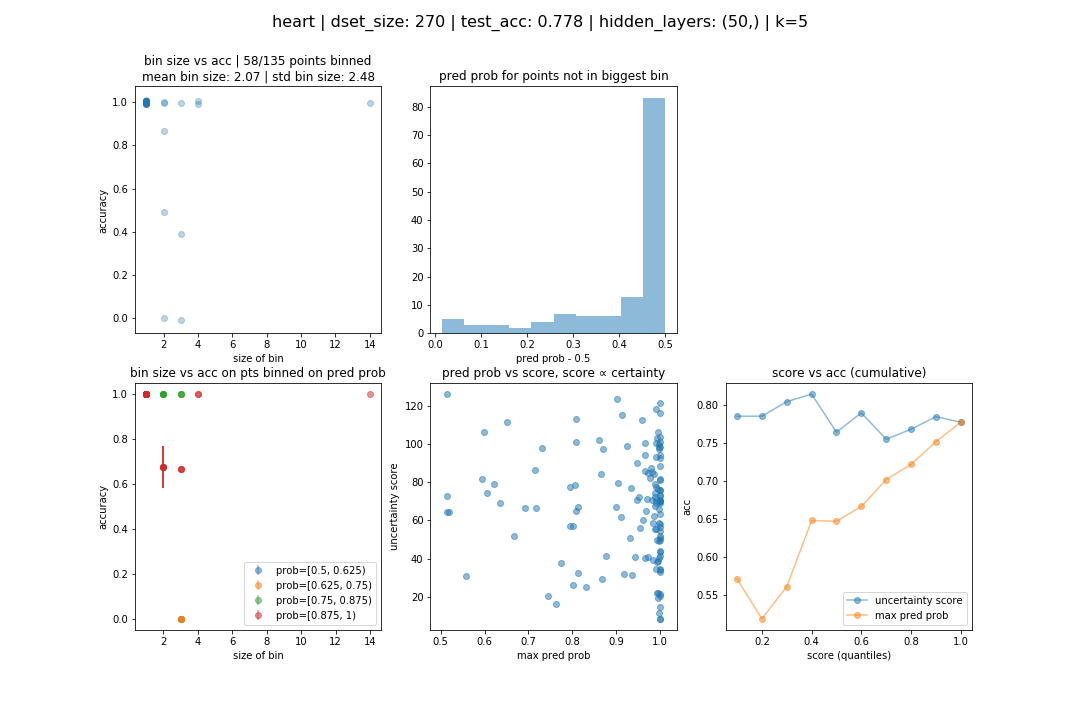 heart | dset_size: 270 | test_acc: 0.778 | hidden_layers: (50,) | k=5
bin size vs acc | 58/135 points binned
mean bin size: 2.07 | std bin size: 2.48
1.0
0.8
0.6
0.4
0.2
0.0
accuracy
2
4
6
8
10
12
14
size of bin
pred prob for points not in biggest bin
80
70
60
50
40
30
20
10
0
0.0
0.1
0.2
0.3
0.4
0.5
pred prob - 0.5
bin size vs acc on pts binned on pred prob
1.0
0.8
0.6
0.4
0.2
0.0
accuracy
prob=[0.5, 0.625)
prob=[0.625, 0.75)
prob=[0.75, 0.875)
prob=[0.875, 1)
2
4
6
8
10
12
14
size of bin
pred prob vs score, score ∝ certainty
120
100
80
60
40
20
uncertainty score
0.5
0.6
0.7
0.8
0.9
1.0
max pred prob
score vs acc (cumulative)
0.80
0.75
0.70
0.65
0.60
0.55
acc
uncertainty score
max pred prob
0.2
0.4
0.6
0.8
1.0
score (quantiles)